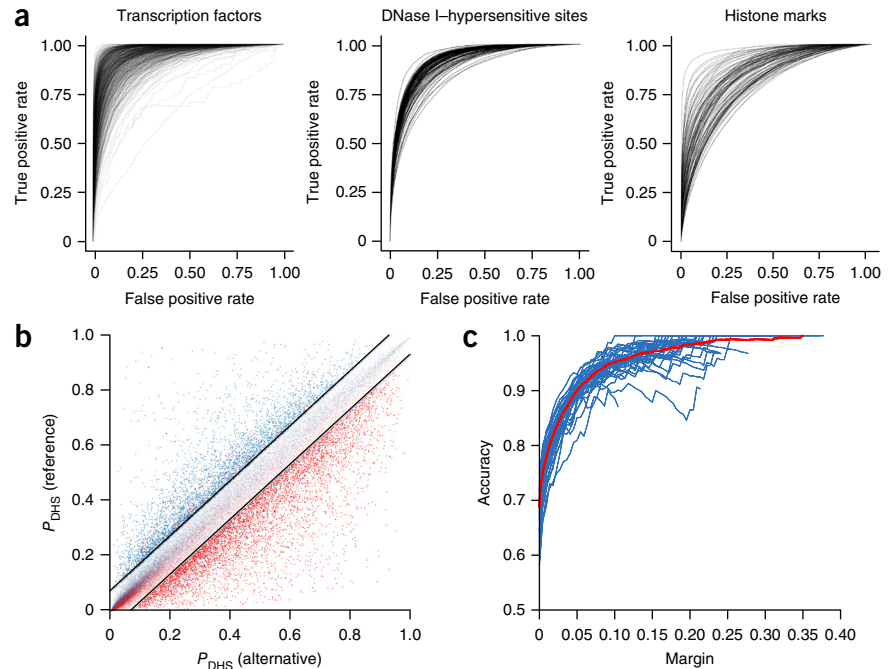 a
Transcription factors
DNase I–hypersensitive sites
Histone marks
True positive rate
1.00
0.75
0.50
0.25
0
0 0.25 0.50 0.75 1.00
False positive rate
True positive rate
1.00
0.75
0.50
0.25
0
0 0.25 0.50 0.75 1.00
False positive rate
True positive rate
1.00
0.75
0.50
0.25
0
0 0.25 0.50 0.75 1.00
False positive rate
b
PDHS (reference)
1.0
0.8
0.6
0.4
0.2
0
0 0.2 0.4 0.6 0.8 1.0
PDHS (alternative)
c
Accuracy
1.0
0.9
0.8
0.7
0.6
0.5
0 0.05 0.10 0.15 0.20 0.25 0.30 0.35 0.40
Margin